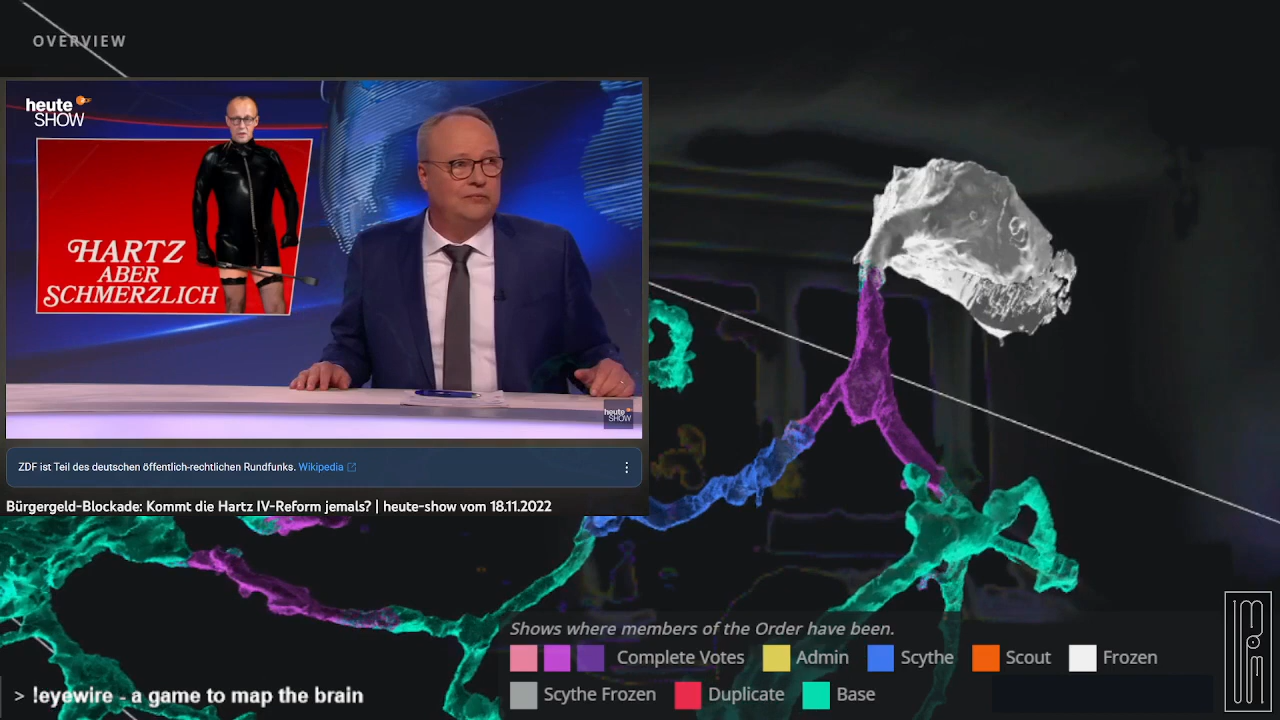 OVERVIEW
heute
SHOW
HARTZ
ABER
SCHMERZLICH
heute
SHOW
ZDF ist Teil des deutschen öffentlich-rechtlichen Rundfunks. Wikipedia
Bürgergeld-Blockade: Kommt die Hartz IV-Reform jemals? | heute-show vom 18.11.2022
Shows where members of the Order have been.
Complete Votes Admin Scythe Scout Frozen
Scythe Frozen Duplicate Base
> !eyewire - a game to map the brain